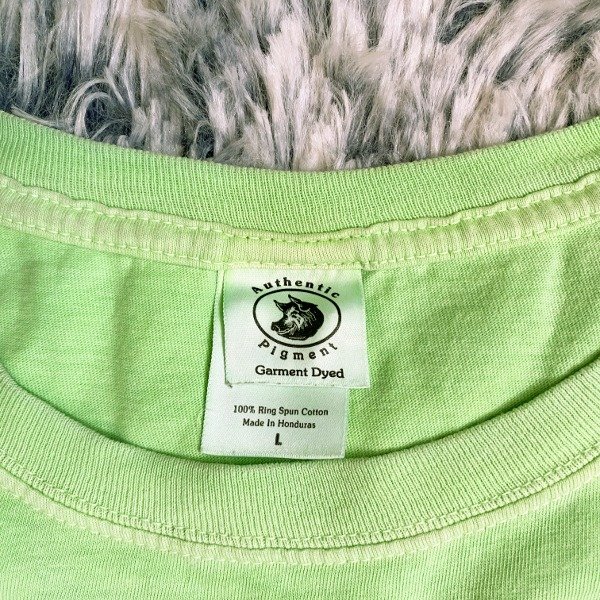 Authentic
Pigment
Garment Dyed
100% Ring Spun Cotton
Made In Honduras
L